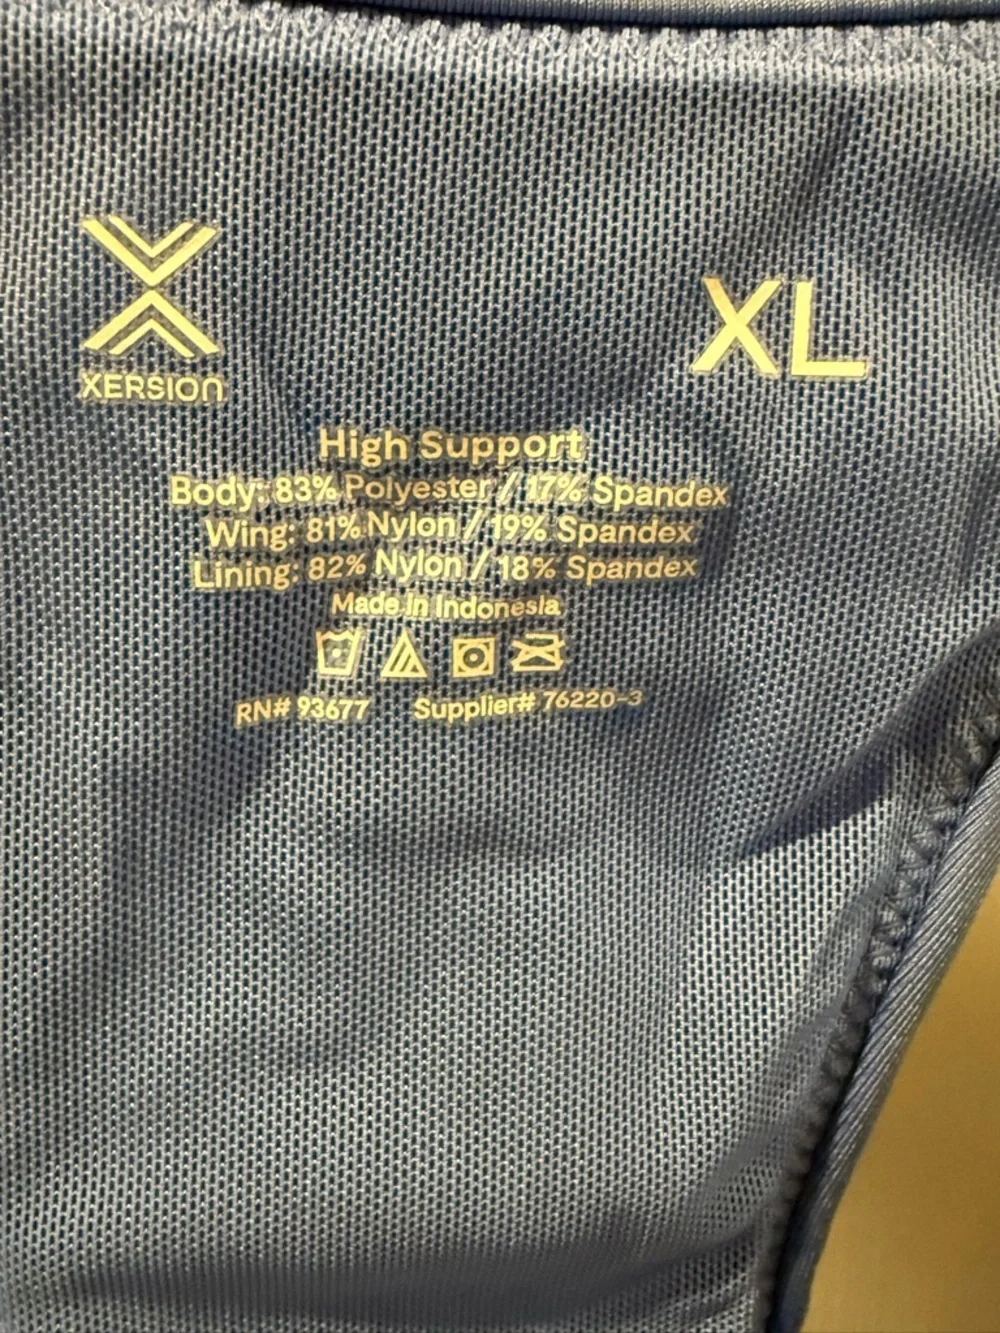 XERSION
XL
High Support
Body: 83% Polyester / 17% Spandex
Wing: 81% Nylon / 19% Spandex
Lining: 82% Nylon / 18% Spandex
Made in Indonesia
RN# 93677 Supplier# 76220-3